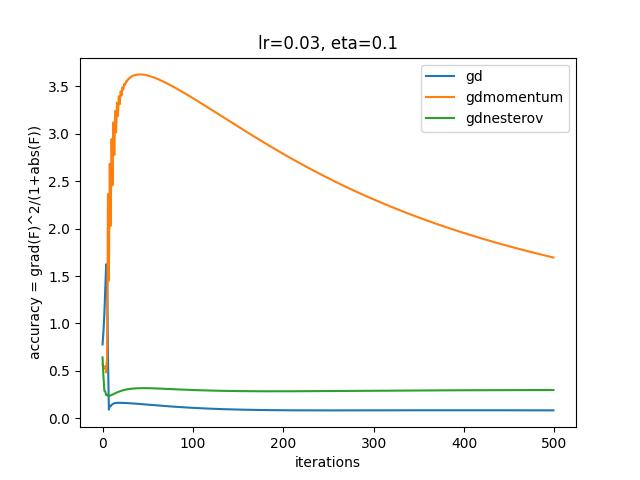 lr=0.03, eta=0.1
gd
gdmomentum
gdnesterov
accuracy = grad(F)^2/(1+abs(F))
3.5
3.0
2.5
2.0
1.5
1.0
0.5
0.0
0 100 200 300 400 500
iterations